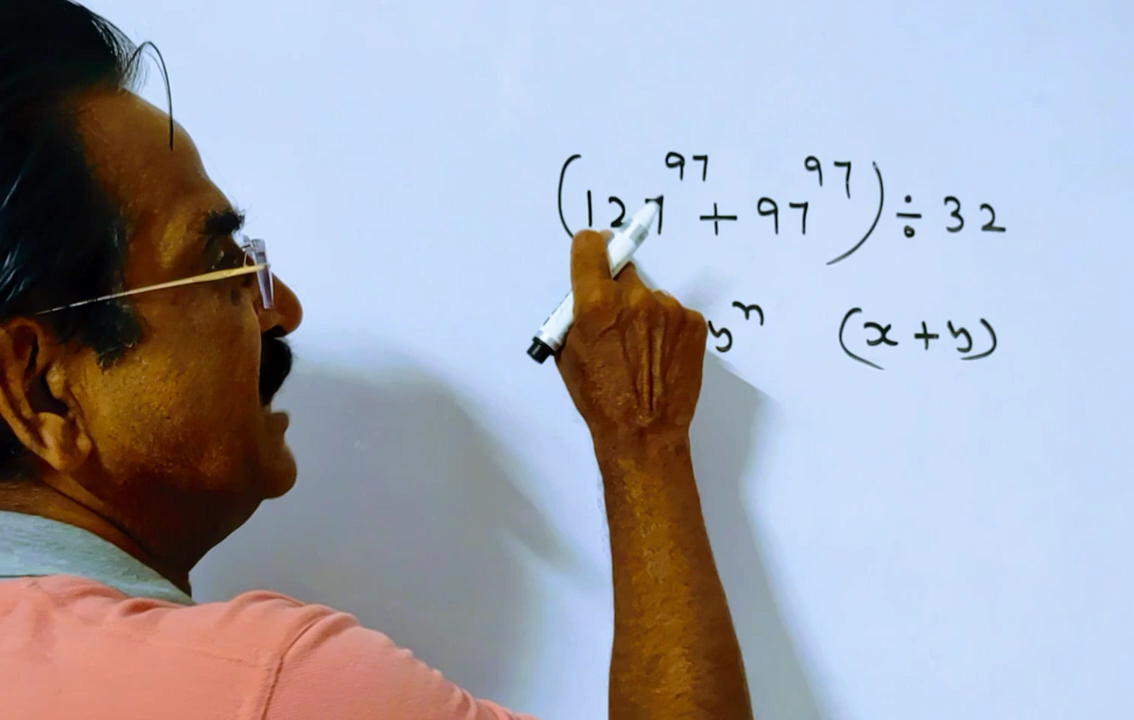 (127⁹⁷ + 97⁹⁷) ÷ 32
yⁿ (x + y)